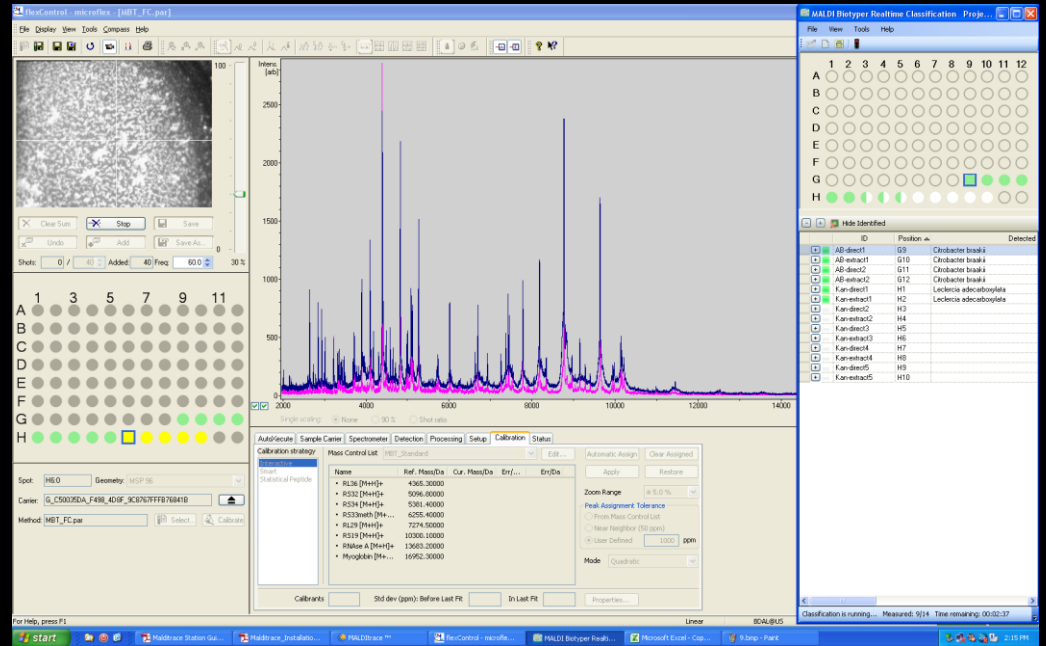 flexControl - microflex - [MBT_FC.par]
File Display View Tools Compass Help
100
0
30 %
Clear Sum Stop Save
Undo Add Save As...
Shots: 0 / 40 Added: 40 Freq: 60.0
1 3 5 7 9 11
A
B
C
D
E
F
G
H
Spot: H6:0 Geometry: MSP 96
Carrier:
Method: MBT_FC.par Select... Calibrate
For Help, press F1
Intens.
[arb]
2500
2000
1500
1000
500
0
2000 4000 6000 8000 10000 12000 14000
Single scaling: None 90 % Shot ratio
AutoXecute Sample Carrier Spectrometer Detection Processing Setup Calibration Status
Calibration strategy
Interactive
Smart
Statistical Peptide
Mass Control List MBT_Standard Edit...
Name Ref. Mass/Da Cur. Mass/Da Err/... Err/Da
RL36 [M+H]+ 4365.30000
RS32 [M+H]+ 5096.80000
RS34 [M+H]+ 5381.40000
RS33meth [M+... 6255.40000
RL29 [M+H]+ 7274.50000
RS19 [M+H]+ 10300.10000
RNAse A [M+H]+ 13683.20000
Myoglobin [M+... 16952.30000
Automatic Assign Clear Assigned
Apply Restore
Zoom Range ± 5.0 %
Peak Assignment Tolerance
From Mass Control List
Near Neighbor (50 ppm)
User Defined 1000 ppm
Mode Quadratic
Calibrants Std dev (ppm): Before Last Fit In Last Fit Properties...
Linear BDAL@US
MALDI Biotyper Realtime Classification Proje...
File View Tools Help
1 2 3 4 5 6 7 8 9 10 11 12
A
B
C
D
E
F
G
H
Hide Identified
ID Position Detected
AB-direct1 G9 Citrobacter braakii
AB-extract1 G10 Citrobacter braakii
AB-direct2 G11 Citrobacter braakii
AB-extract2 G12 Citrobacter braakii
Kan-direct1 H1 Leclercia adecarboxylata
Kan-extract1 H2 Leclercia adecarboxylata
Kan-direct2 H3
Kan-extract2 H4
Kan-direct3 H5
Kan-extract3 H6
Kan-direct4 H7
Kan-extract4 H8
Kan-direct5 H9
Kan-extract5 H10
Classification is running... Measured: 9/14 Time remaining: 00:02:37
start Malditrace Station Gui... Malditrace_Installatio... MALDItrace ™ flexControl - microfle... MALDI Biotyper Realti... Microsoft Excel - Cop... 9.bmp - Paint 2:15 PM